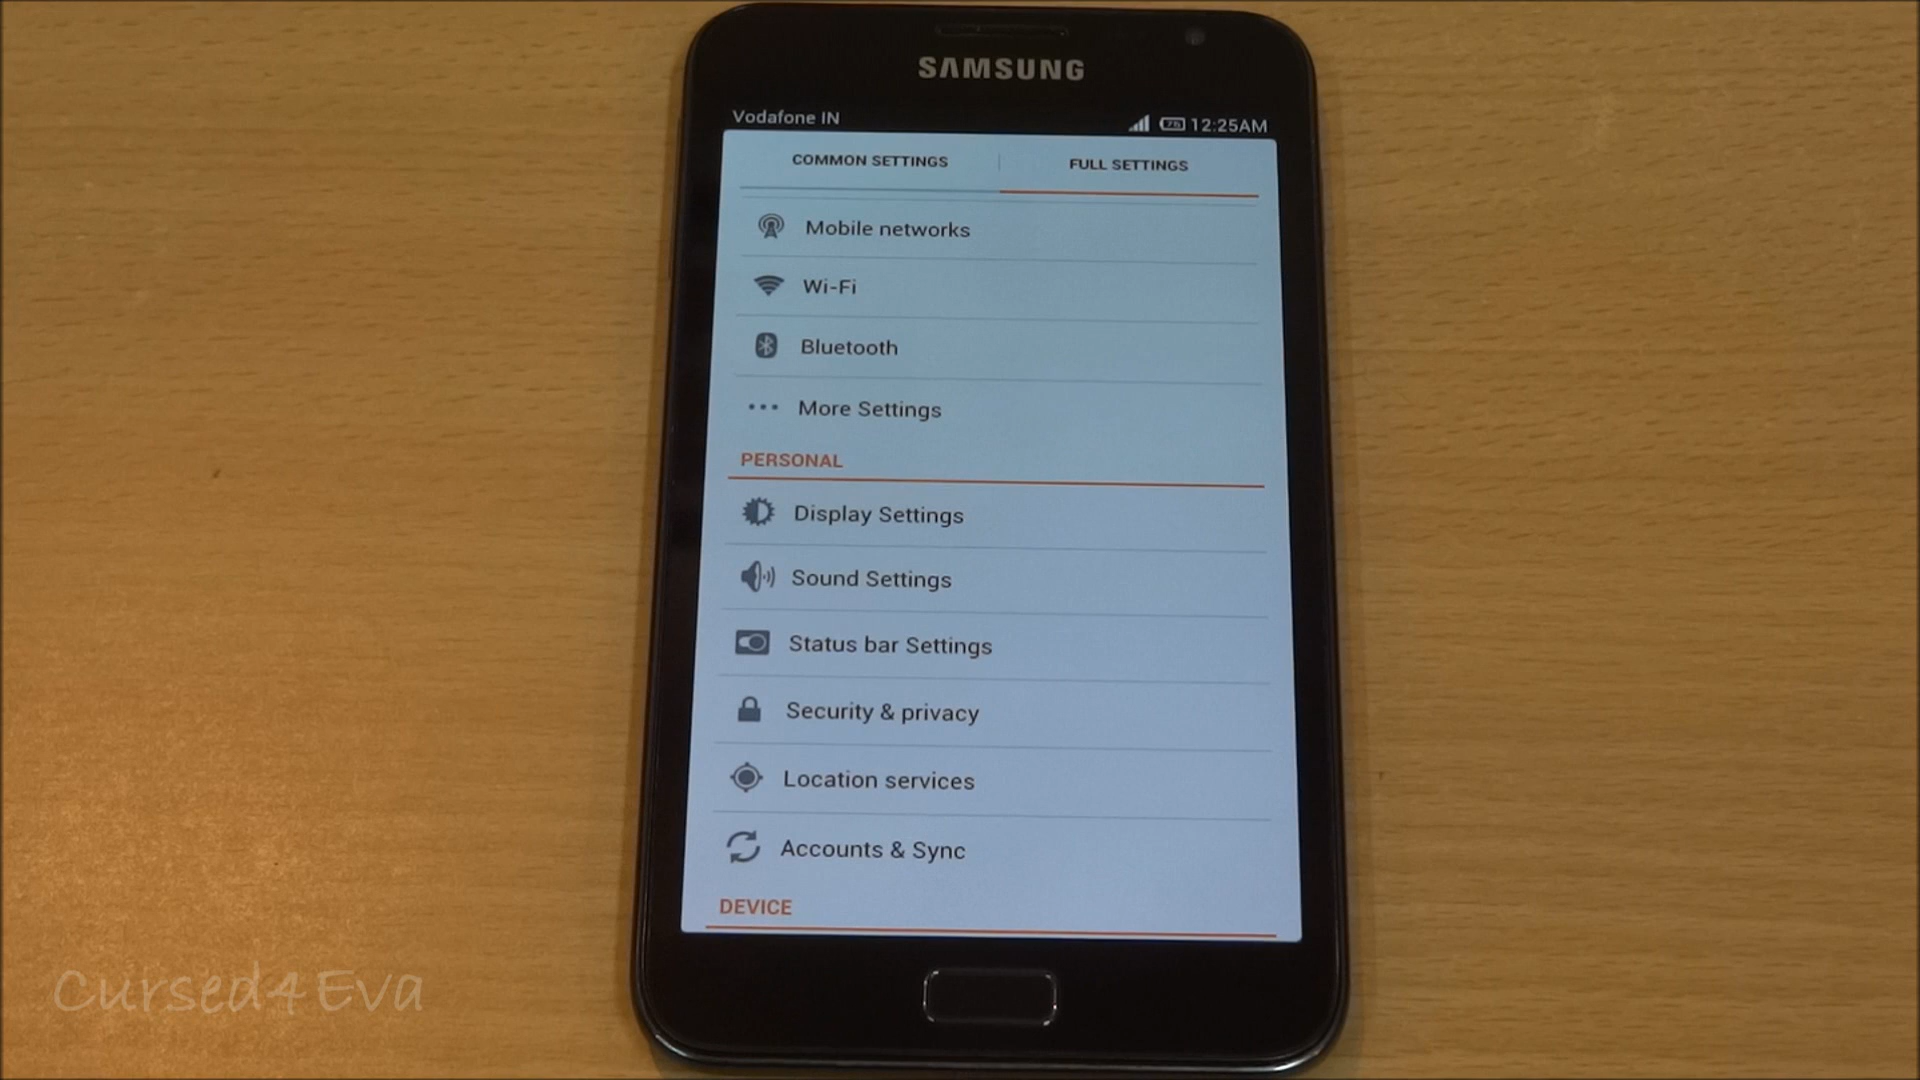 SAMSUNG
Vodafone IN
12:25AM
COMMON SETTINGS
FULL SETTINGS
Mobile networks
Wi-Fi
Bluetooth
More Settings
PERSONAL
Display Settings
Sound Settings
Status bar Settings
Security & privacy
Location services
Accounts & Sync
DEVICE
Cursed4Eva